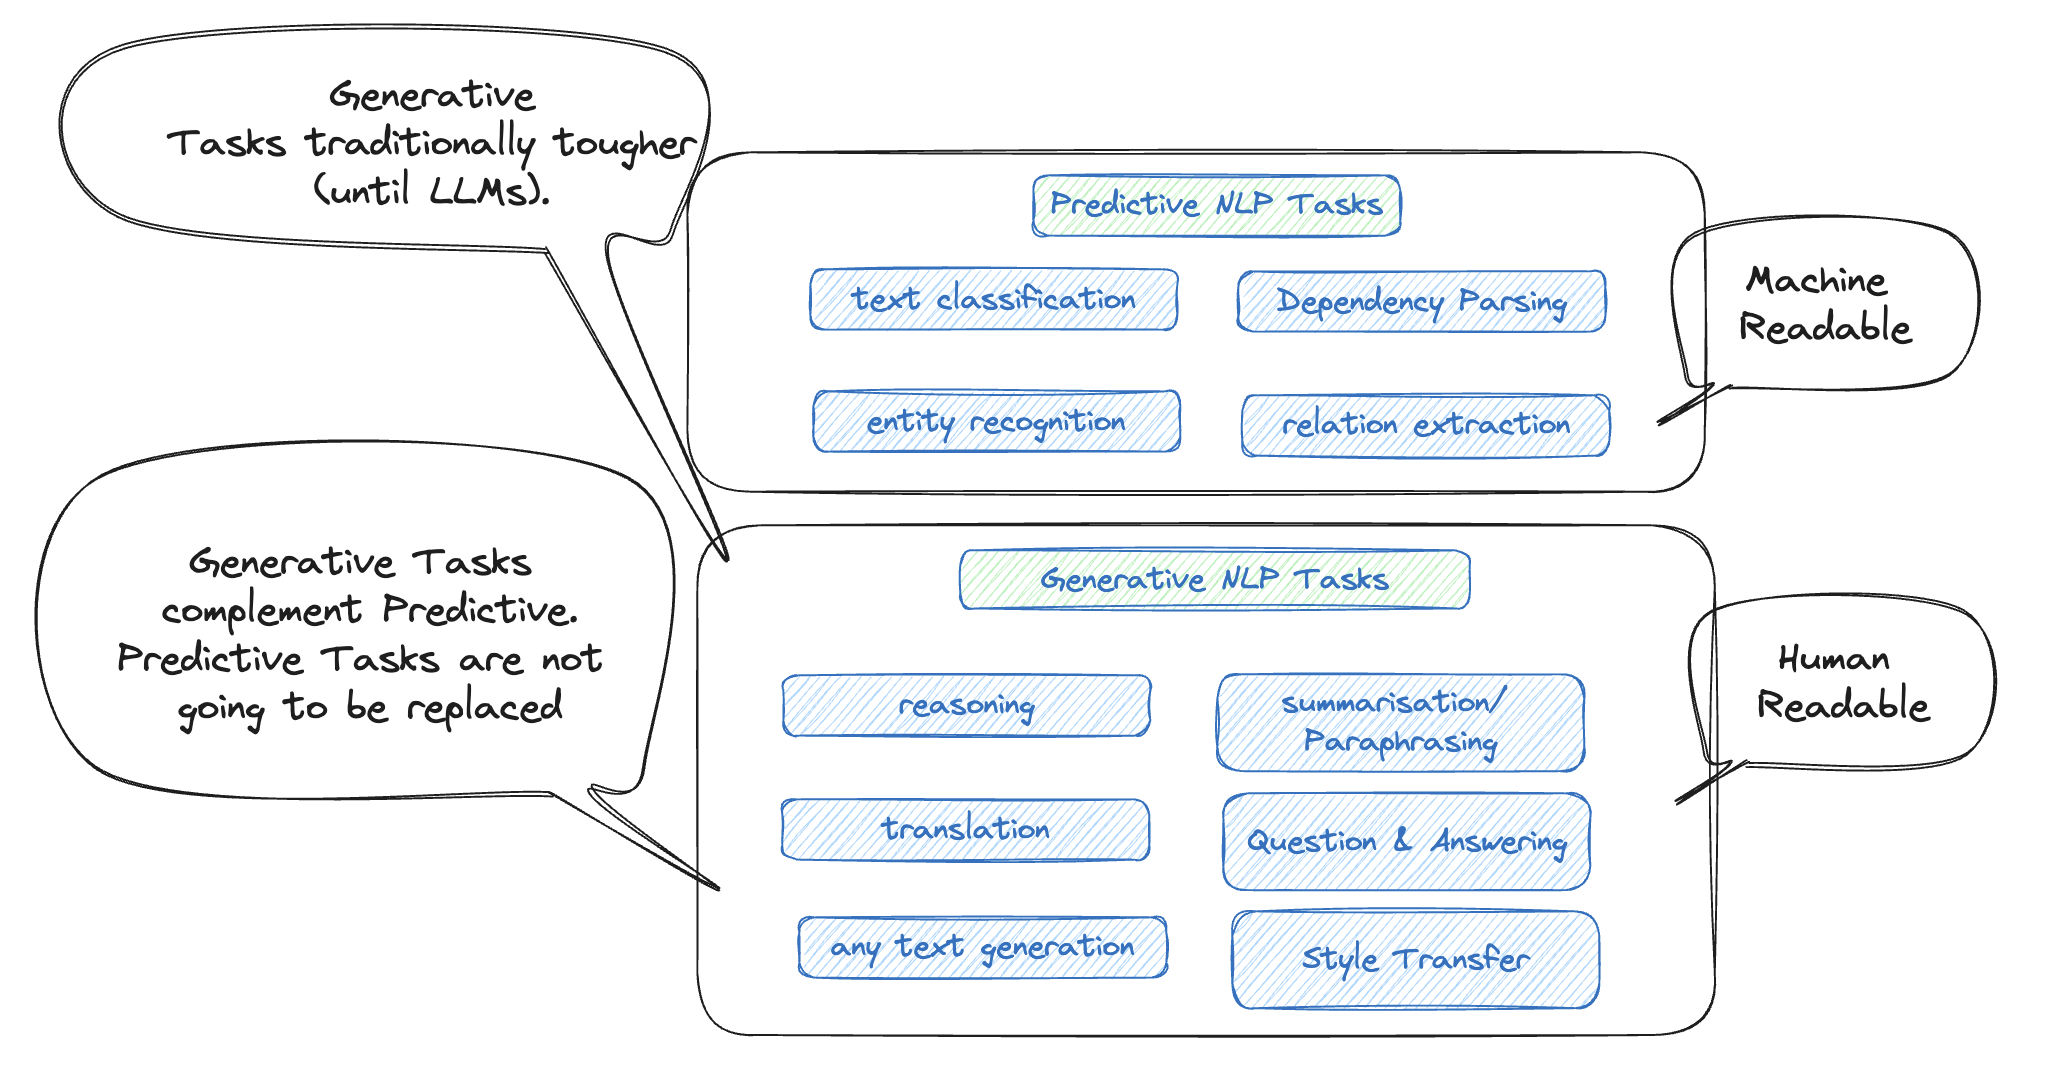 Generative
Tasks traditionally tougher
(until LLMs).
Predictive NLP Tasks
text classification
Dependency Parsing
entity recognition
relation extraction
Machine
Readable
Generative Tasks
complement Predictive.
Predictive Tasks are not
going to be replaced
Generative NLP Tasks
reasoning
summarisation/
Paraphrasing
translation
Question & Answering
any text generation
Style Transfer
Human
Readable